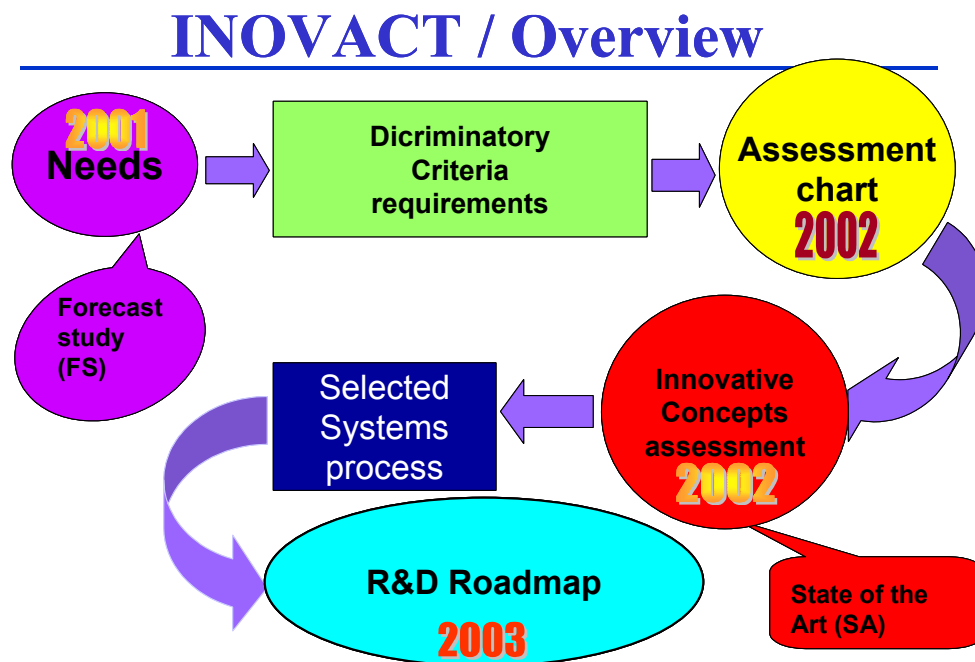 INOVACT / Overview
2001
Needs
Dicriminatory
Criteria
requirements
Assessment
chart
2002
Forecast
study
(FS)
Selected
Systems
process
Innovative
Concepts
assessment
2002
R&D Roadmap
2003
State of the
Art (SA)